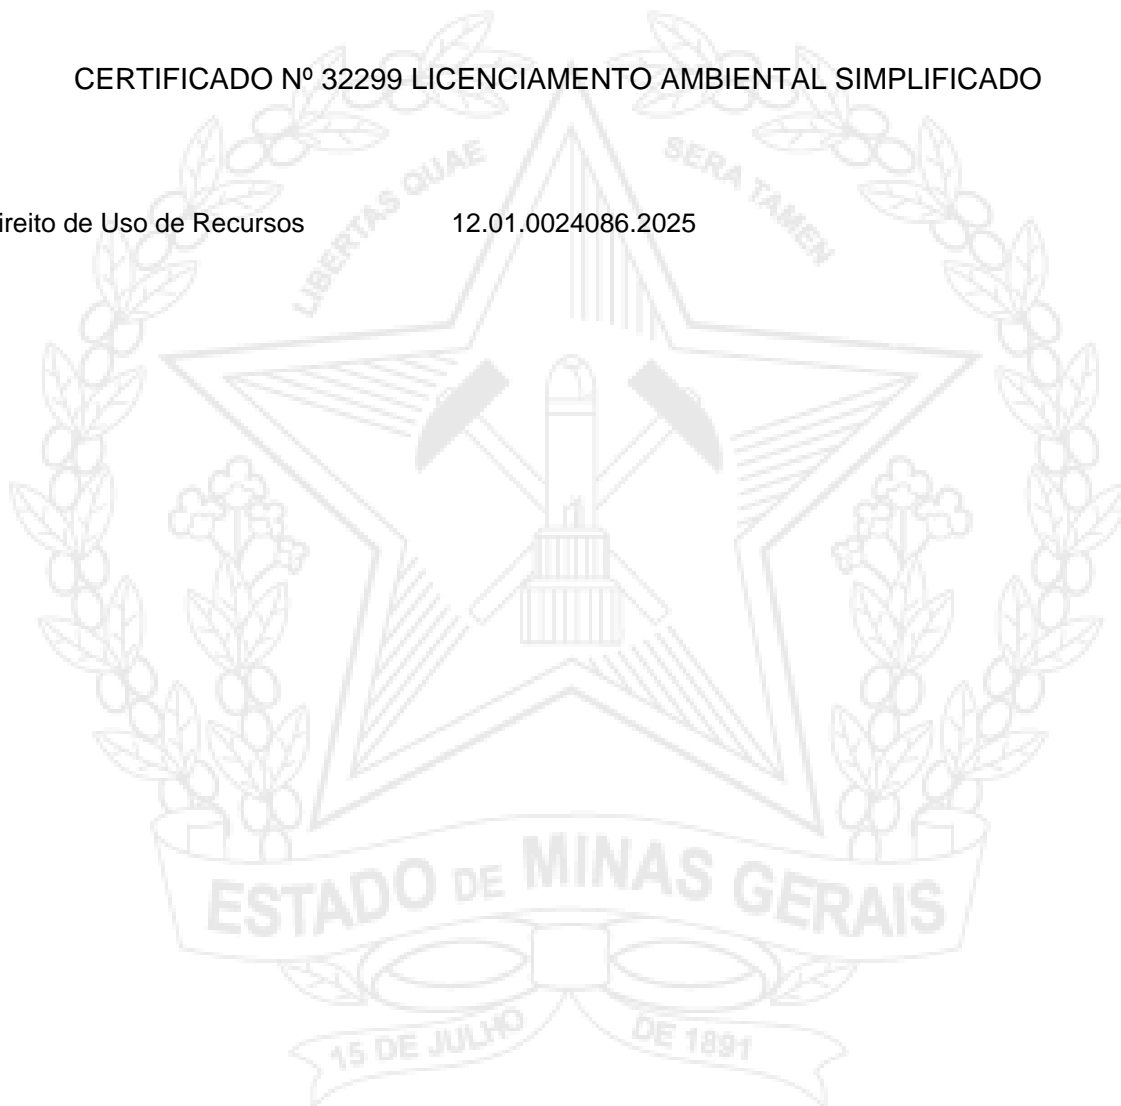 CERTIFICADO Nº 32299 LICENCIAMENTO AMBIENTAL SIMPLIFICADO
LIBERTAS QUAE SERA TAMEN
ireito de Uso de Recursos 12.01.0024086.2025
ESTADO DE MINAS GERAIS
15 DE JULHO DE 1891